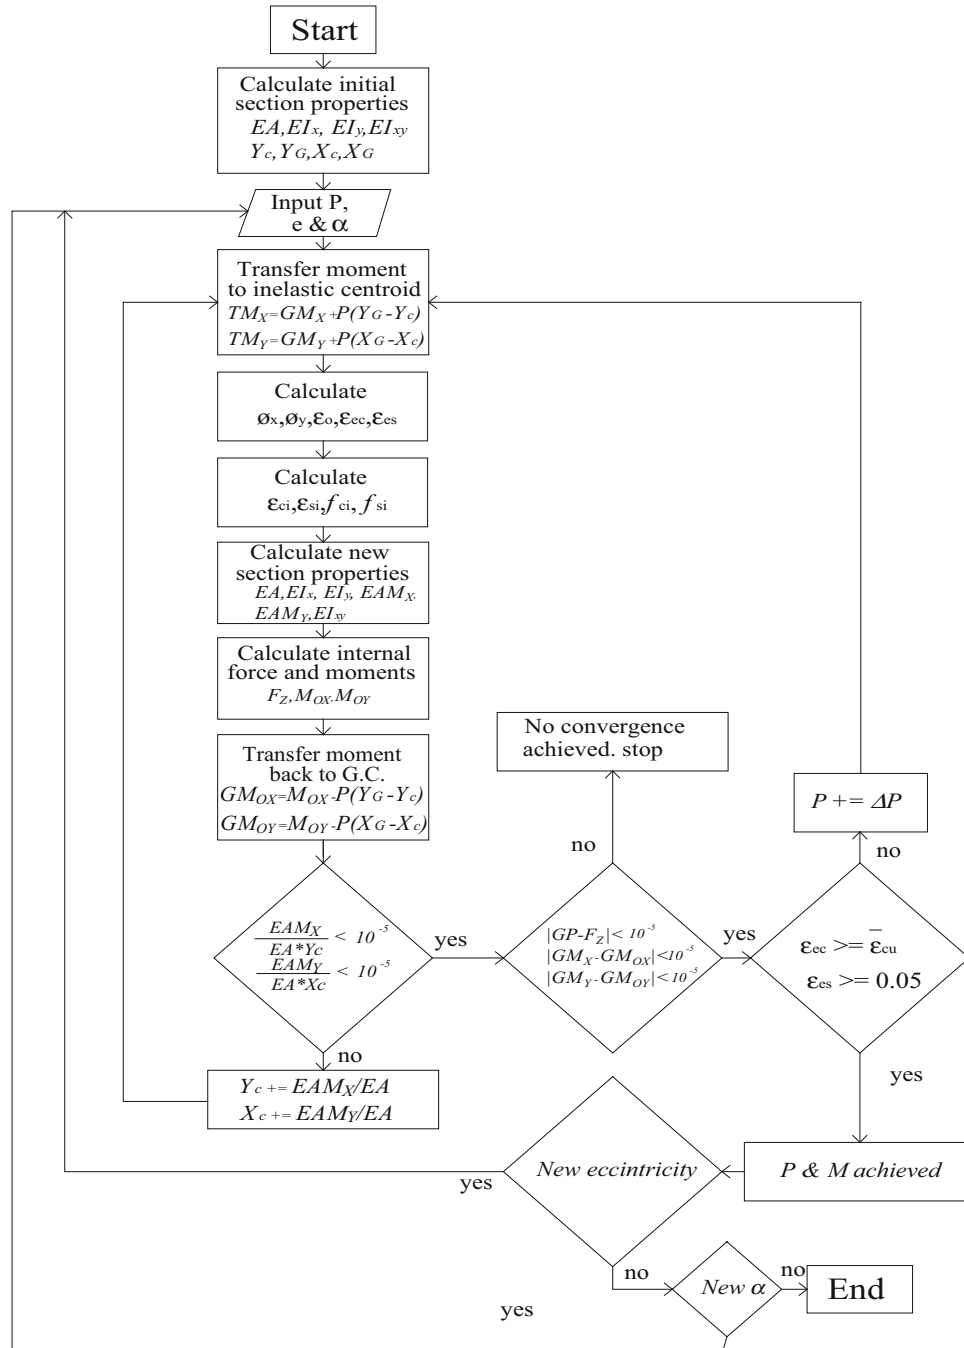 Start
Calculate initial
section properties
EA,EIx, EIy,EIxy
Yc,YG,Xc,XG
Input P,
e & α
Transfer moment
to inelastic centroid
TMX=GMX+P(YG-Yc)
TMY=GMY+P(XG-Xc)
Calculate
øx,øy,εo,εec,εes
Calculate
εci,εsi,fci, fsi
Calculate new
section properties
EA,EIx, EIy, EAMX,
EAMY,EIxy
Calculate internal
force and moments
FZ,MOX,MOY
Transfer moment
back to G.C.
GMOX=MOX-P(YG-Yc)
GMOY=MOY-P(XG-Xc)
EAMX
EA*Yc < 10-5
EAMY
EA*Xc < 10-5
yes
no
Yc += EAMX/EA
Xc += EAMY/EA
No convergence
achieved. stop
no
|GP-FZ|< 10-5
|GMX-GMOX|<10-5
|GMY-GMOY|<10-5
yes
P += ΔP
no
εec >= ε̅cu
εes >= 0.05
yes
P & M achieved
New eccintricity
yes
no
New α
no
End
yes